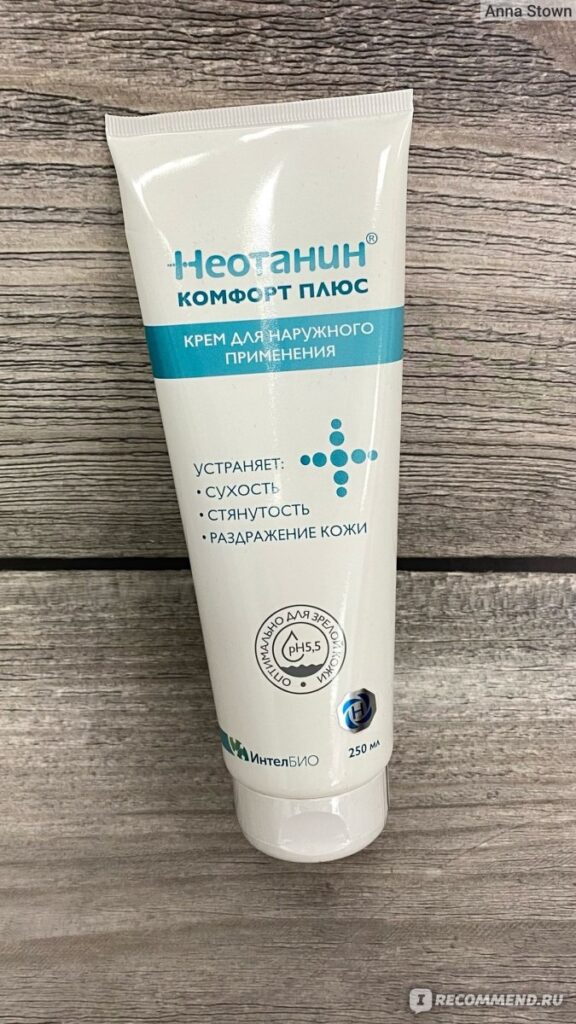 Anna Stown
Неотанин®
КОМФОРТ ПЛЮС
КРЕМ ДЛЯ НАРУЖНОГО
ПРИМЕНЕНИЯ
УСТРАНЯЕТ:
• СУХОСТЬ
• СТЯНУТОСТЬ
• РАЗДРАЖЕНИЕ КОЖИ
ОПТИМАЛЬНО ДЛЯ ЗРЕЛОЙ КОЖИ
pH5,5
Н
ИнтелБИО
250 мл
IRECOMMEND.RU